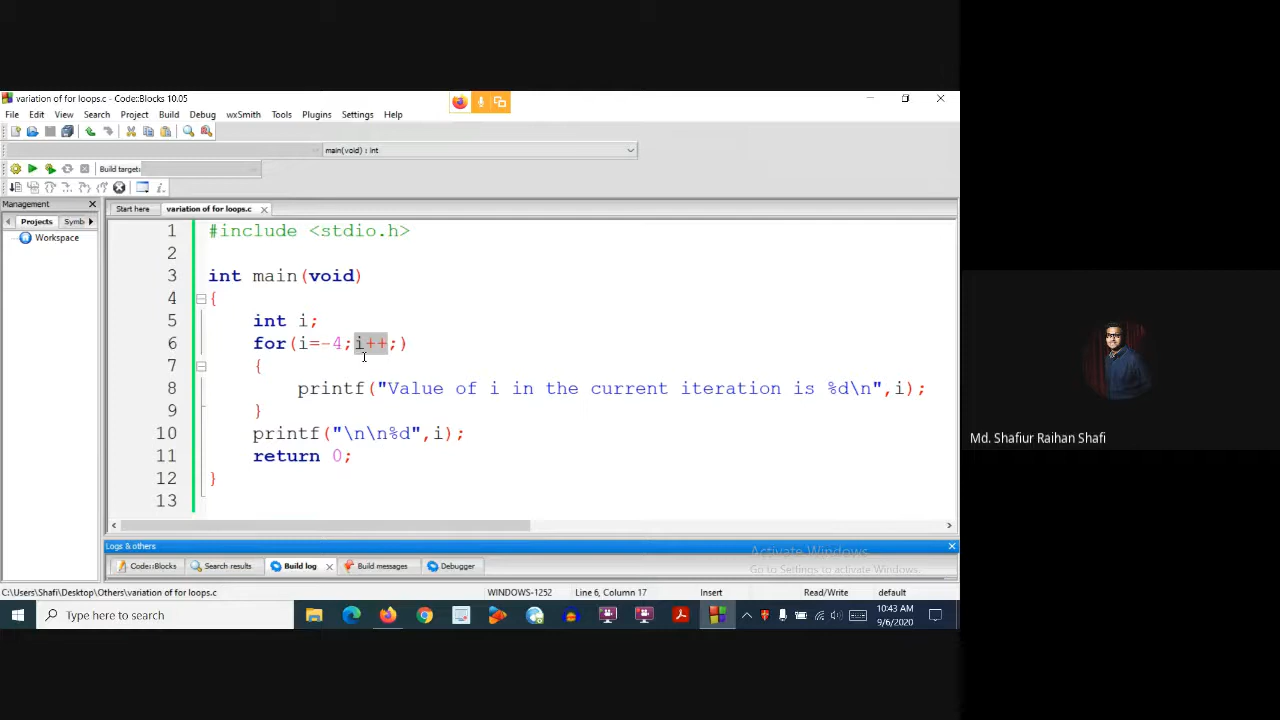 variation of for loops.c - Code::Blocks 10.05
File Edit View Search Project Build Debug wxSmith Tools Plugins Settings Help
main(void) : int
Build target:
Management
Start here variation of for loops.c
Projects Symb
Workspace
1 #include <stdio.h>
2
3 int main(void)
4 {
5 int i;
6 for(i=-4;i++;)
7 {
8 printf("Value of i in the current iteration is %d\n",i);
9 }
10 printf("\n\n%d",i);
11 return 0;
12 }
13
Md. Shafiur Raihan Shafi
Logs & others
Activate Windows
Go to Settings to activate Windows.
Code::Blocks Search results Build log Build messages Debugger
C:\Users\Shafi\Desktop\Others\variation of for loops.c WINDOWS-1252 Line 6, Column 17 Insert Read/Write default
Type here to search
10:43 AM
9/6/2020